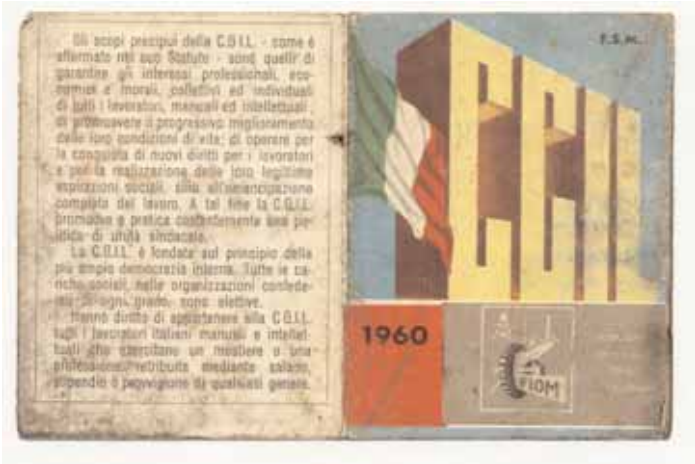 Gli scopi precipui della C.G.I.L. - come è
affermato nel suo Statuto - sono quelli di
garantire gli interessi professionali, eco-
nomici e morali, collettivi ed individuali
di tutti i lavoratori, manuali ed intellettuali,
di promuovere il progressivo miglioramento
delle loro condizioni di vita; di operare per
la conquista di nuovi diritti per i lavoratori
e per la realizzazione delle loro legittime
aspirazioni sociali, sino all'emancipazione
completa del lavoro. A tal fine la C.G.I.L.
promuove e pratica costantemente una po-
litica di unità sindacale.
La C.G.I.L. è fondata sul principio della
più ampia democrazia interna. Tutte le ca-
riche sociali, nelle organizzazioni confede-
rali di ogni grado, sono elettive.
Hanno diritto di appartenere alla C.G.I.L.
tutti i lavoratori italiani manuali e intellet-
tuali che esercitano un mestiere o una
professione retribuita mediante salario,
stipendio o provvigione di qualsiasi genere.
F.S.M.
CGIL
1960
FIOM